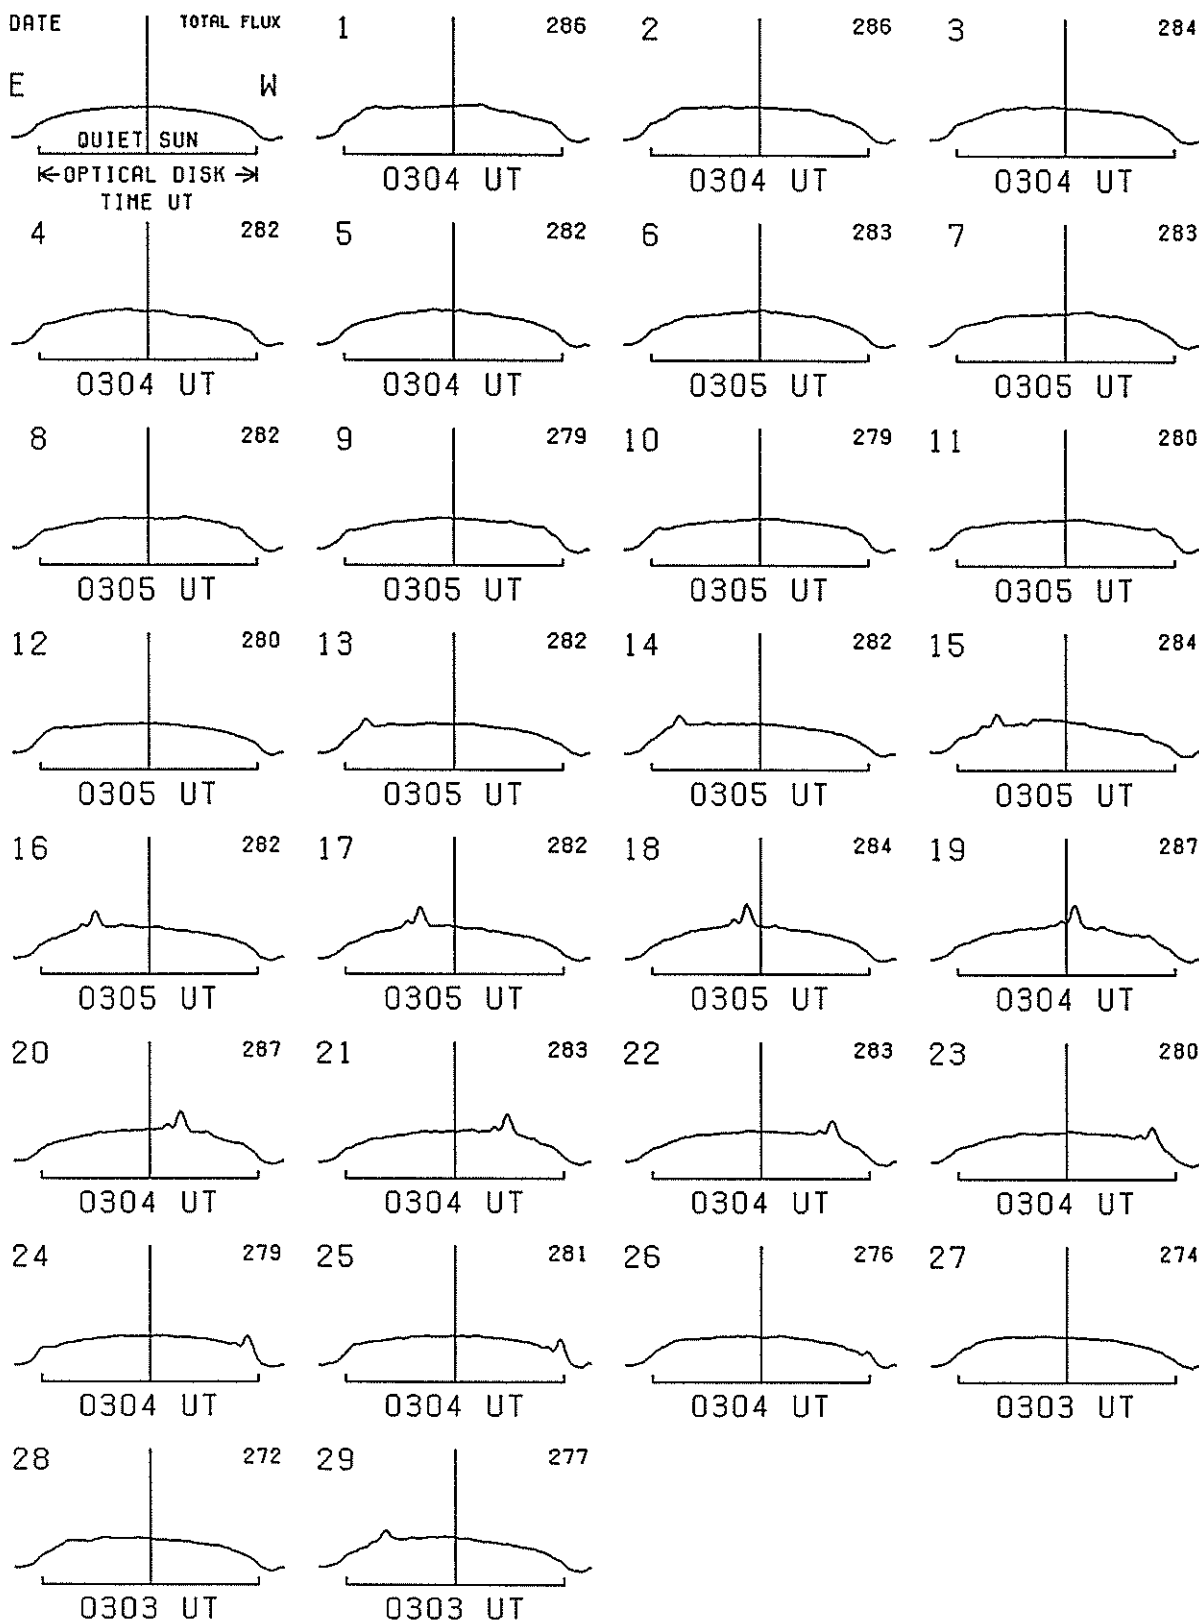 DATE TOTAL FLUX 1 286 2 286 3 284
E W
QUIET SUN
OPTICAL DISK 0304 UT 0304 UT 0304 UT
TIME UT
4 282 5 282 6 283 7 283
0304 UT 0304 UT 0305 UT 0305 UT
8 282 9 279 10 279 11 280
0305 UT 0305 UT 0305 UT 0305 UT
12 280 13 282 14 282 15 284
0305 UT 0305 UT 0305 UT 0305 UT
16 282 17 282 18 284 19 287
0305 UT 0305 UT 0305 UT 0304 UT
20 287 21 283 22 283 23 280
0304 UT 0304 UT 0304 UT 0304 UT
24 279 25 281 26 276 27 274
0304 UT 0304 UT 0304 UT 0303 UT
28 272 29 277
0303 UT 0303 UT